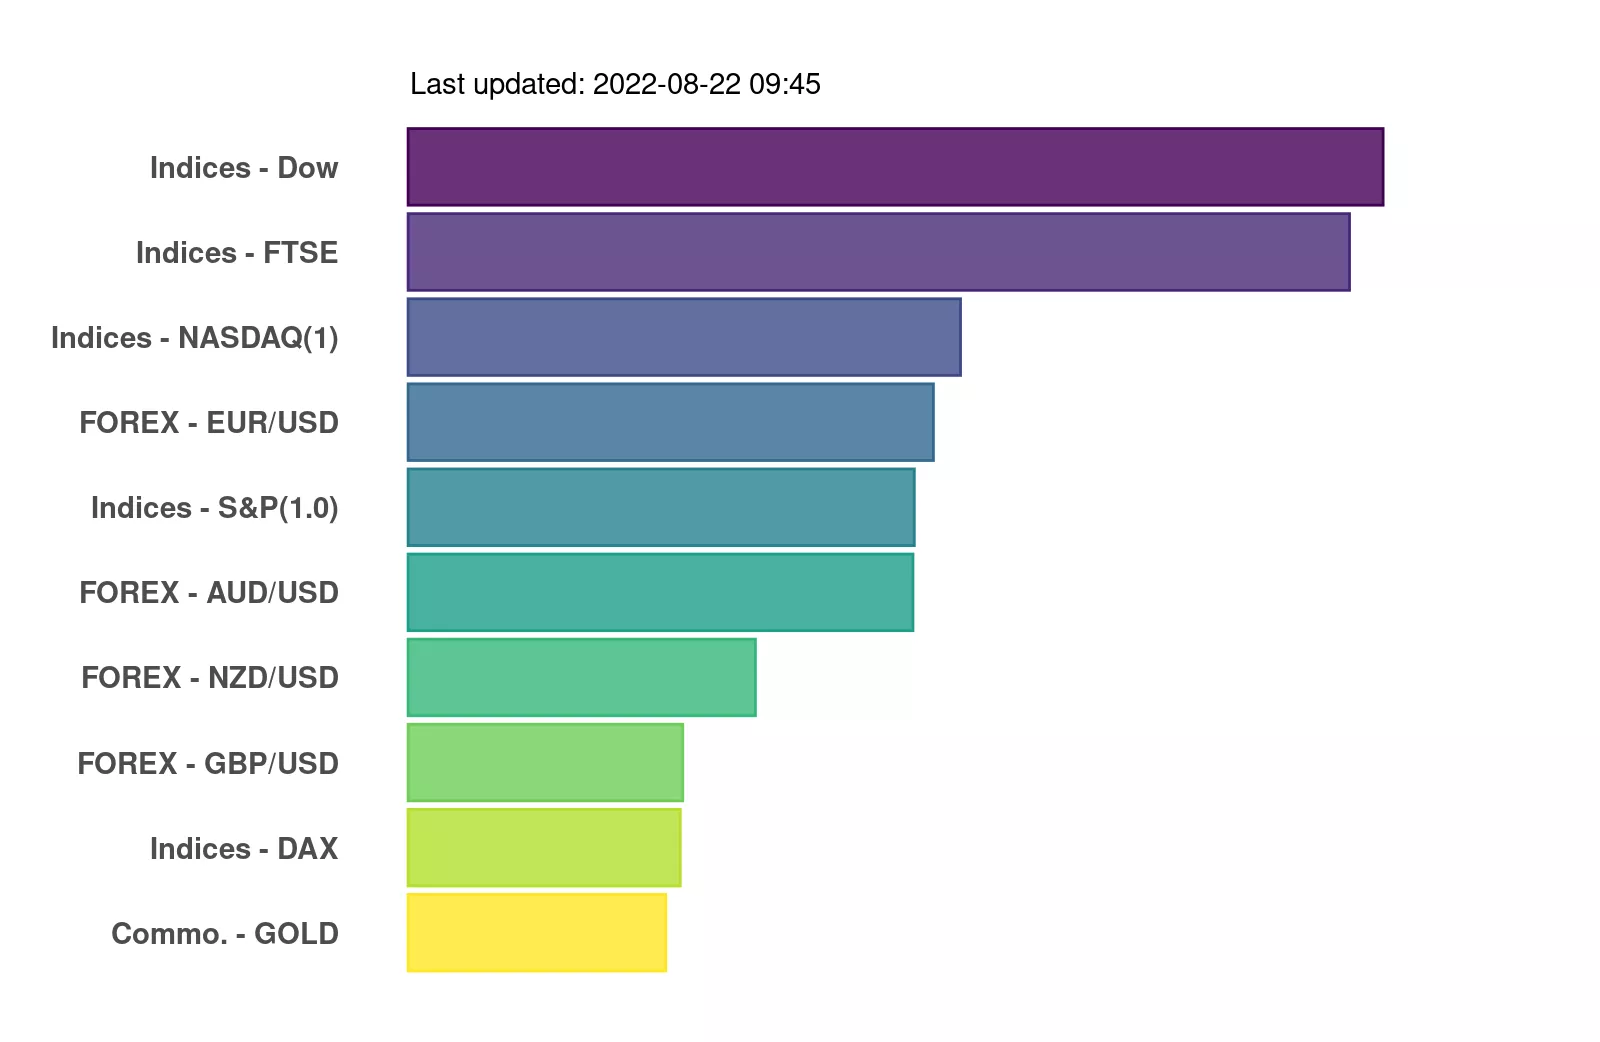 Last updated: 2022-08-22 09:45
Indices - Dow
Indices - FTSE
Indices - NASDAQ(1)
FOREX - EUR/USD
Indices - S&P(1.0)
FOREX - AUD/USD
FOREX - NZD/USD
FOREX - GBP/USD
Indices - DAX
Commo. - GOLD